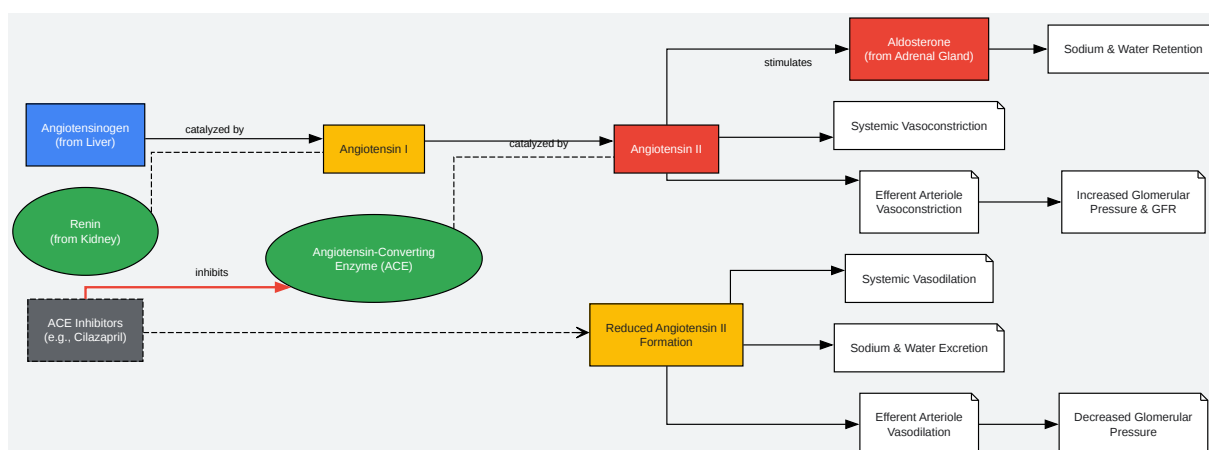 Aldosterone
(from Adrenal Gland)
Sodium & Water Retention
stimulates
Angiotensinogen
(from Liver)
catalyzed by
Angiotensin I
catalyzed by
Angiotensin II
Systemic Vasoconstriction
Efferent Arteriole
Vasoconstriction
Increased Glomerular
Pressure & GFR
Renin
(from Kidney)
Angiotensin-Converting
Enzyme (ACE)
inhibits
ACE Inhibitors
(e.g., Cilazapril)
Reduced Angiotensin II
Formation
Systemic Vasodilation
Sodium & Water Excretion
Efferent Arteriole
Vasodilation
Decreased Glomerular
Pressure